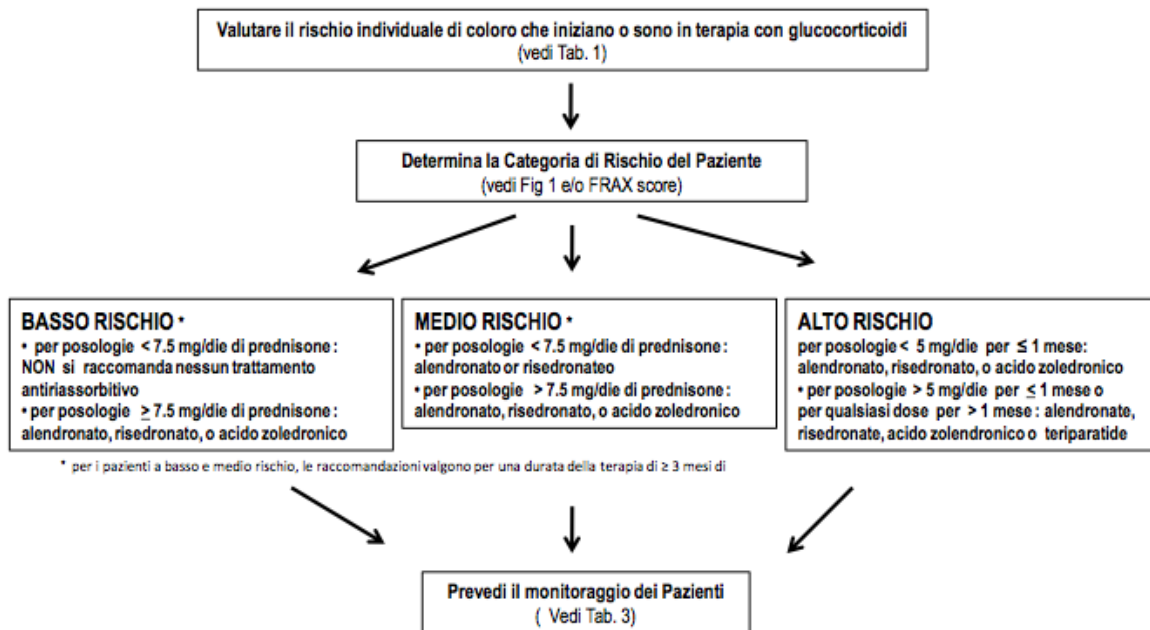 Valutare il rischio individuale di coloro che iniziano o sono in terapia con glucocorticoidi
(vedi Tab. 1)
Determina la Categoria di Rischio del Paziente
(vedi Fig 1 e/o FRAX score)
BASSO RISCHIO *
• per posologie < 7.5 mg/die di prednisone :
NON si raccomanda nessun trattamento
antiriassorbitivo
• per posologie ≥ 7.5 mg/die di prednisone :
alendronato, risedronato, o acido zoledronico
MEDIO RISCHIO *
• per posologie < 7.5 mg/die di prednisone :
alendronato or risedronateo
• per posologie > 7.5 mg/die di prednisone :
alendronato, risedronato, o acido zoledronico
ALTO RISCHIO
per posologie < 5 mg/die per ≤ 1 mese:
alendronato, risedronato, o acido zoledronico
• per posologie > 5 mg/die per ≤ 1 mese o
per qualsiasi dose per > 1 mese : alendronate,
risedronate, acido zolendronico o teriparatide
* per i pazienti a basso e medio rischio, le raccomandazioni valgono per una durata della terapia di ≥ 3 mesi di
Prevedi il monitoraggio dei Pazienti
( Vedi Tab. 3)